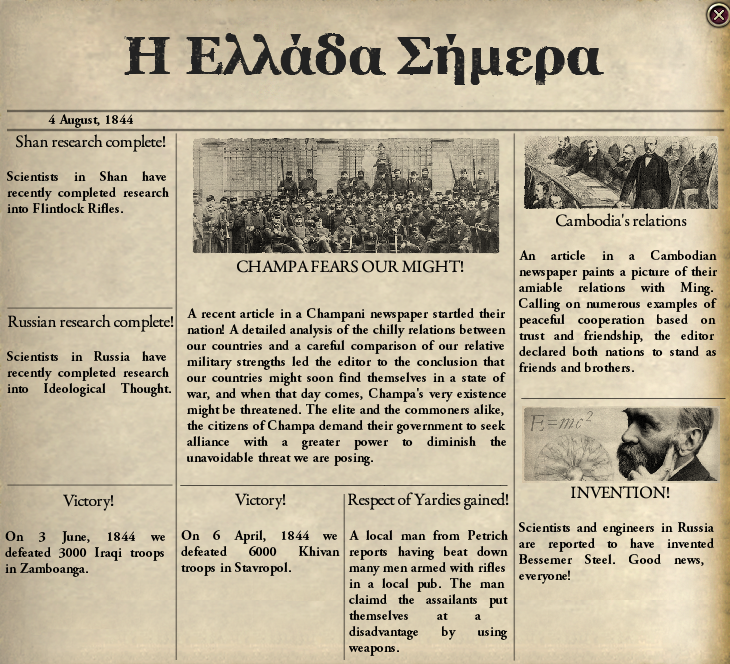 Η Ελλάδα Σήμερα
4 August, 1844
Shan research complete!
Scientists in Shan have
recently completed research
into Flintlock Rifles.
Russian research complete!
Scientists in Russia have
recently completed research
into Ideological Thought.
CHAMPA FEARS OUR MIGHT!
A recent article in a Champani newspaper startled their
nation! A detailed analysis of the chilly relations between
our countries and a careful comparison of our relative
military strengths led the editor to the conclusion that
our countries might soon find themselves in a state of
war, and when that day comes, Champa's very existence
might be threatened. The elite and the commoners alike,
the citizens of Champa demand their government to seek
alliance with a greater power to diminish the
unavoidable threat we are posing.
Cambodia's relations
An article in a Cambodian
newspaper paints a picture of their
amiable relations with Ming.
Calling on numerous examples of
peaceful cooperation based on
trust and friendship, the editor
declared both nations to stand as
friends and brothers.
E=mc²
INVENTION!
Scientists and engineers in Russia
are reported to have invented
Bessemer Steel. Good news,
everyone!
Victory!
On 3 June, 1844 we
defeated 3000 Iraqi troops
in Zamboanga.
Victory!
On 6 April, 1844 we
defeated 6000 Khivan
troops in Stavropol.
Respect of Yardies gained!
A local man from Petrich
reports having beat down
many men armed with rifles
in a local pub. The man
claimd the assailants put
themselves at a
disadvantage by using
weapons.